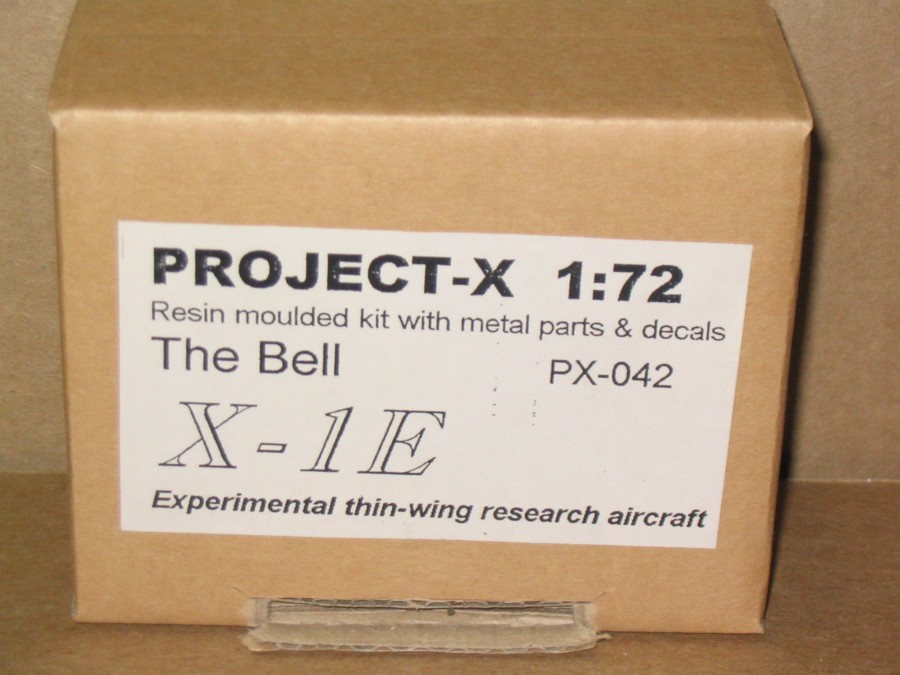 PROJECT-X 1:72
Resin moulded kit with metal parts & decals
The Bell PX-042
X-1E
Experimental thin-wing research aircraft